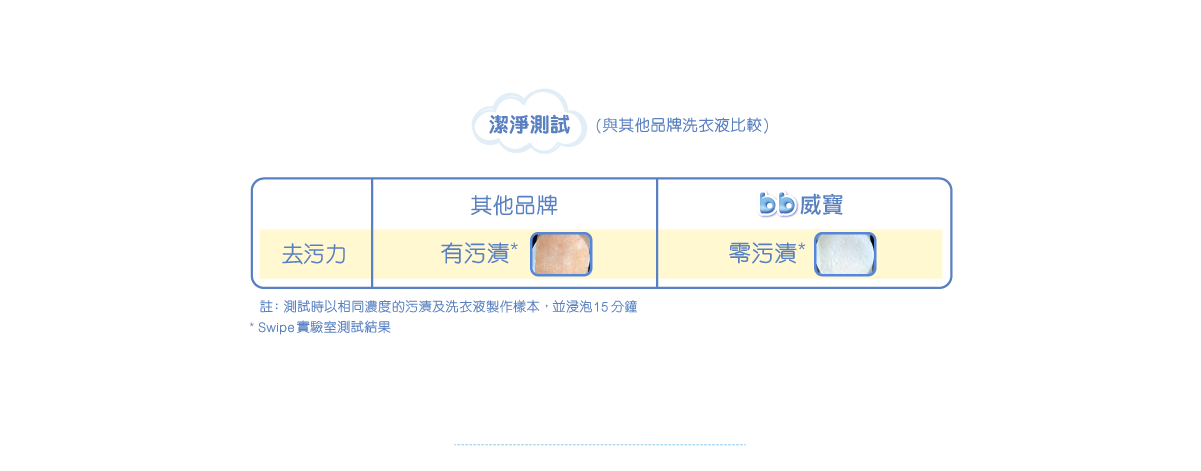 潔淨測試 (與其他品牌洗衣液比較)
其他品牌 bb威寶
去污力 有污漬* 零污漬*
註：測試時以相同濃度的污漬及洗衣液製作樣本，並浸泡15分鐘
* Swipe實驗室測試結果